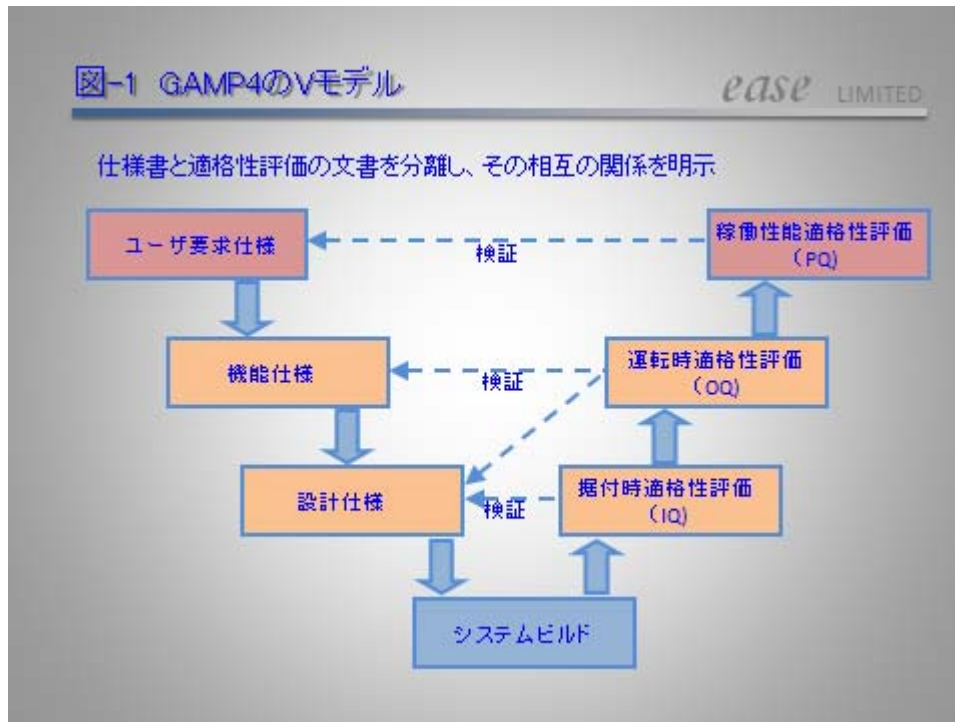 図-1 GAMP4のVモデル
ease LIMITED
仕様書と適格性評価の文書を分離し、その相互の関係を明示
ユーザ要求仕様
検証
稼働性能適格性評価
(PQ)
機能仕様
検証
運転時適格性評価
(OQ)
設計仕様
検証
据付時適格性評価
(IQ)
システムビルド